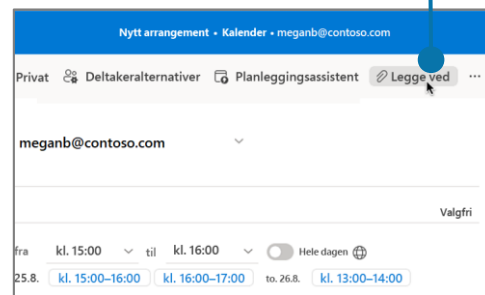 Nytt arrangement • Kalender • meganb@contoso.com
Privat Deltakeralternativer Planleggingsassistent Legge ved ...
meganb@contoso.com
Valgfri
fra kl. 15:00 til kl. 16:00 Hele dagen
25.8. kl. 15:00–16:00 kl. 16:00–17:00 to. 26.8. kl. 13:00–14:00